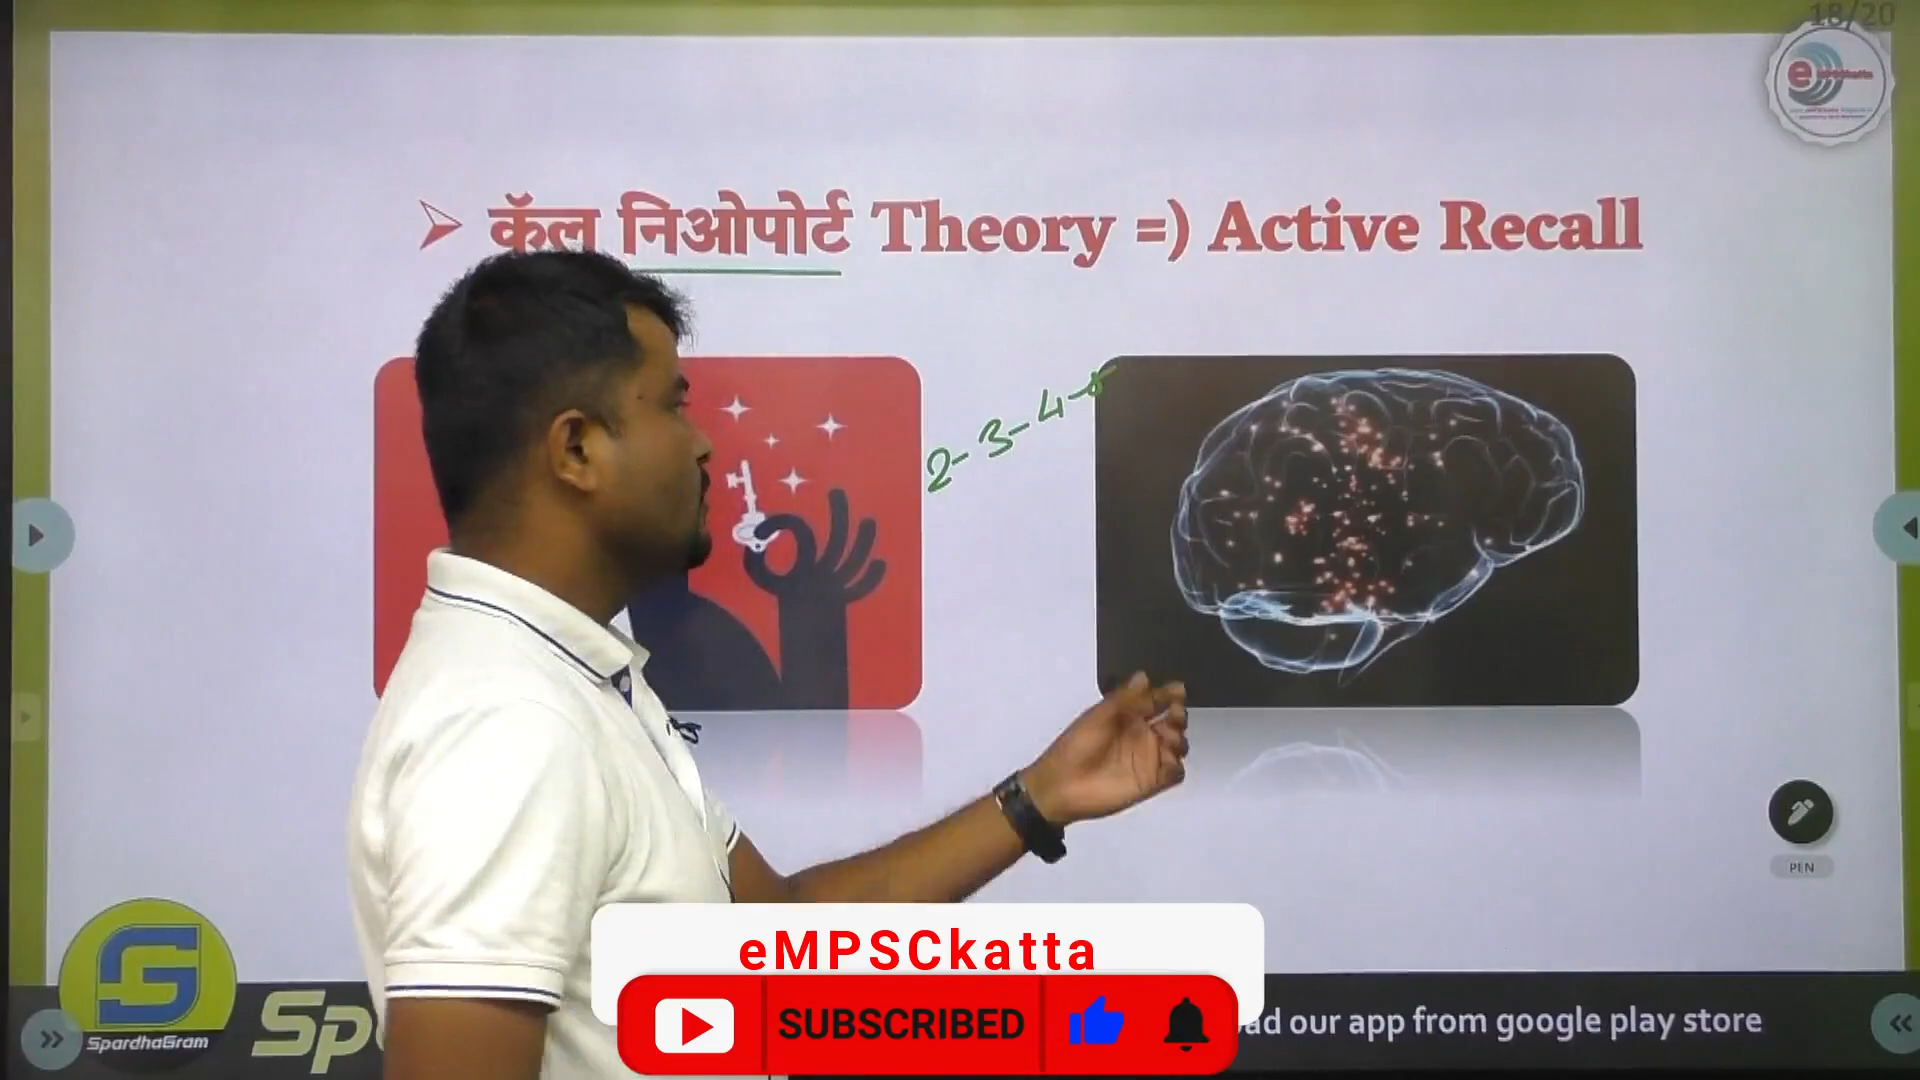 18/20
➢ कॅल निओपोर्ट Theory =) Active Recall
2-3-4-5
PEN
eMPSCkatta
SUBSCRIBED
SpardhaGram
Sp
ad our app from google play store